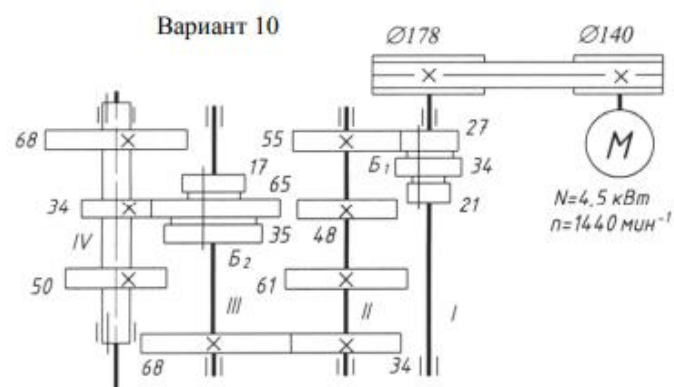 Вариант 10
Ø178
Ø140
68
17
65
55
27
Б₁
34
М
34
21
N=4,5 кВт
35
48
n=1440 мин⁻¹
IV
Б₂
50
61
III
II
I
68
34